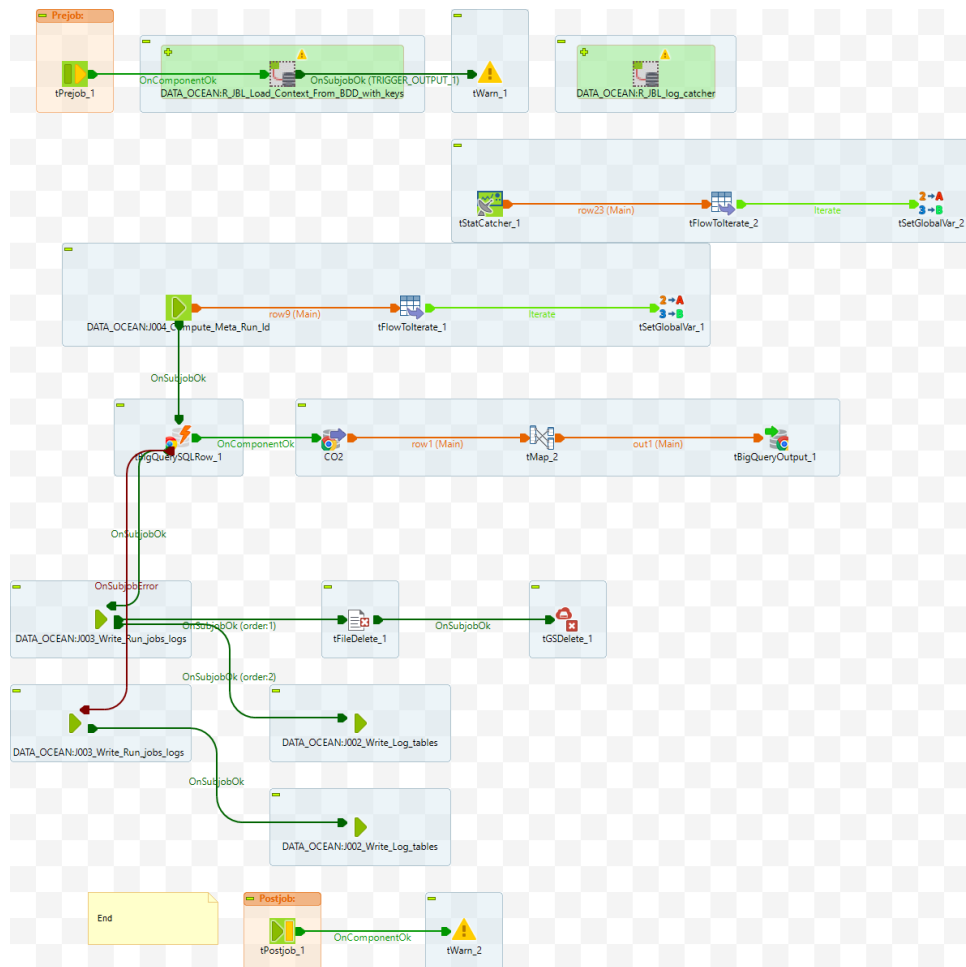 Prejob:
OnComponentOk
OnSubjobOk (TRIGGER_OUTPUT_1)
tPrejob_1
DATA_OCEAN:R_JBL_Load_Context_From_BDD_with_keys
tWarn_1
DATA_OCEAN:R_JBL_log_catcher
row23 (Main)
Iterate
tStatCatcher_1
tFlowToIterate_2
tSetGlobalVar_2
row9 (Main)
Iterate
DATA_OCEAN:J004_Compute_Meta_Run_Id
tFlowToIterate_1
tSetGlobalVar_1
OnSubjobOk
OnComponentOk
row1 (Main)
out1 (Main)
tBigQuerySQLRow_1
CO2
tMap_2
tBigQueryOutput_1
OnSubjobOk
OnSubjobError
OnSubjobOk (order:1)
OnSubjobOk
DATA_OCEAN:J003_Write_Run_jobs_logs
tFileDelete_1
tGSDelete_1
OnSubjobOk (order:2)
DATA_OCEAN:J003_Write_Run_jobs_logs
DATA_OCEAN:J002_Write_Log_tables
OnSubjobOk
DATA_OCEAN:J002_Write_Log_tables
Postjob:
End
OnComponentOk
tPostjob_1
tWarn_2